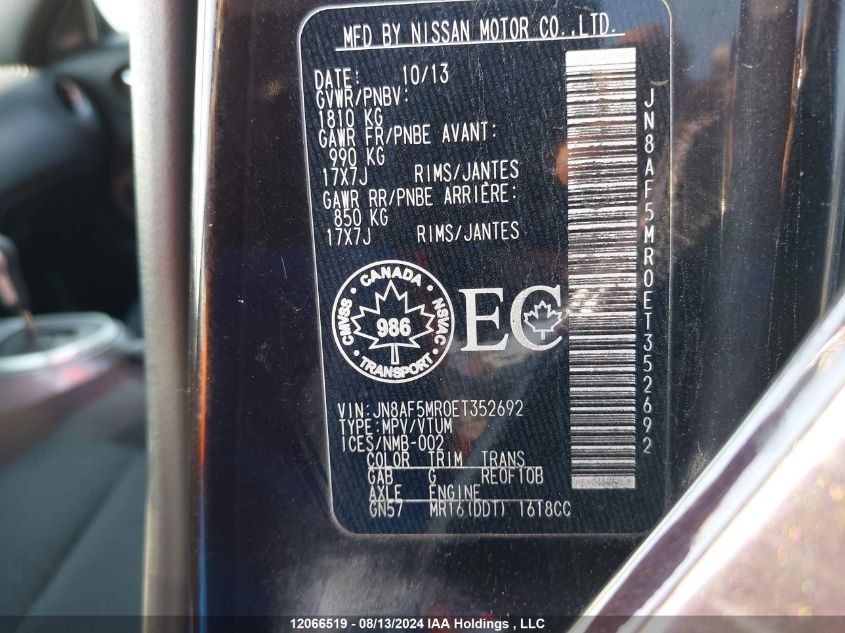 MFD BY NISSAN MOTOR CO.,LTD.
DATE: 10/13
GVWR/PNBV:
1810 KG
GAWR FR/PNBE AVANT:
990 KG
17X7J RIMS/JANTES
GAWR RR/PNBE ARRIÈRE:
850 KG
17X7J RIMS/JANTES
CANADA
CMVSS NSVAC
986
TRANSPORT
EC
VIN:JN8AF5MR0ET352692
TYPE:MPV/VTUM
ICES/NMB-002
COLOR TRIM TRANS
GAB G RE0F10B
AXLE ENGINE
GN57 MR16(DDT) 16T8CC
JN8AF5MR0ET352692
12066519 - 08/13/2024 IAA Holdings , LLC